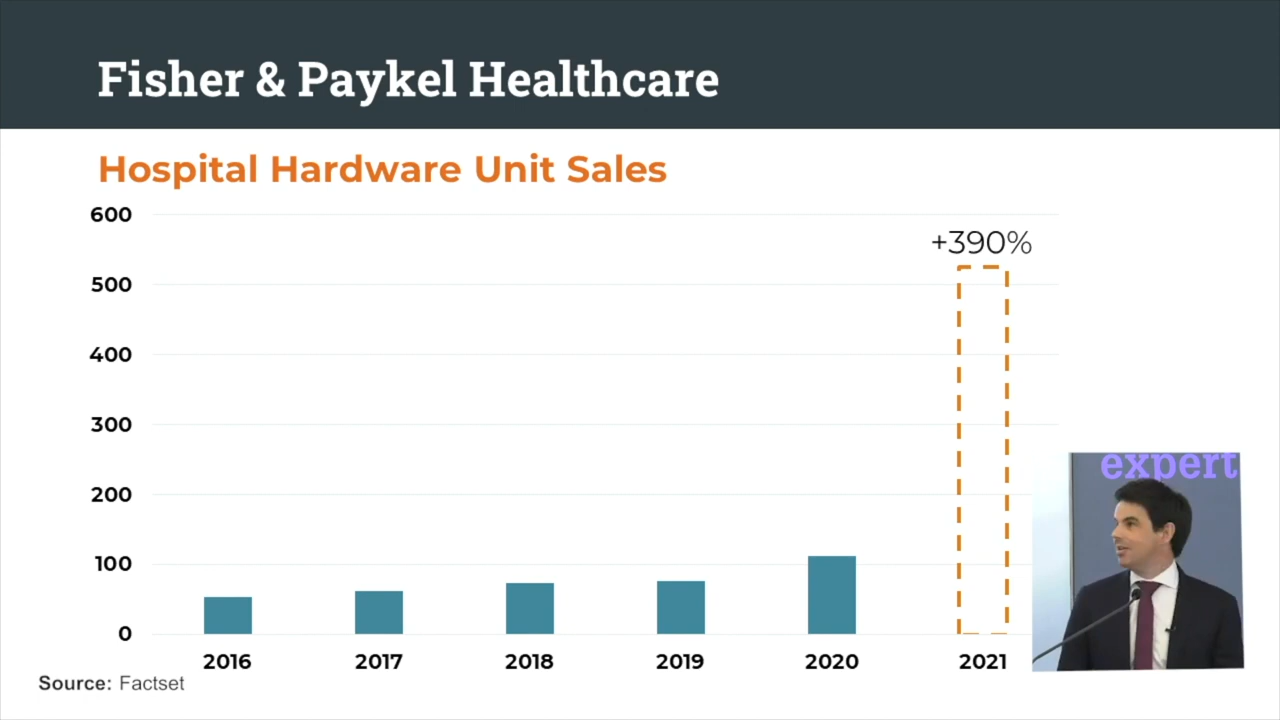 Fisher & Paykel Healthcare
Hospital Hardware Unit Sales
600
+390%
500
400
300
200
100
0
2016 2017 2018 2019 2020 2021
Source: Factset
expert